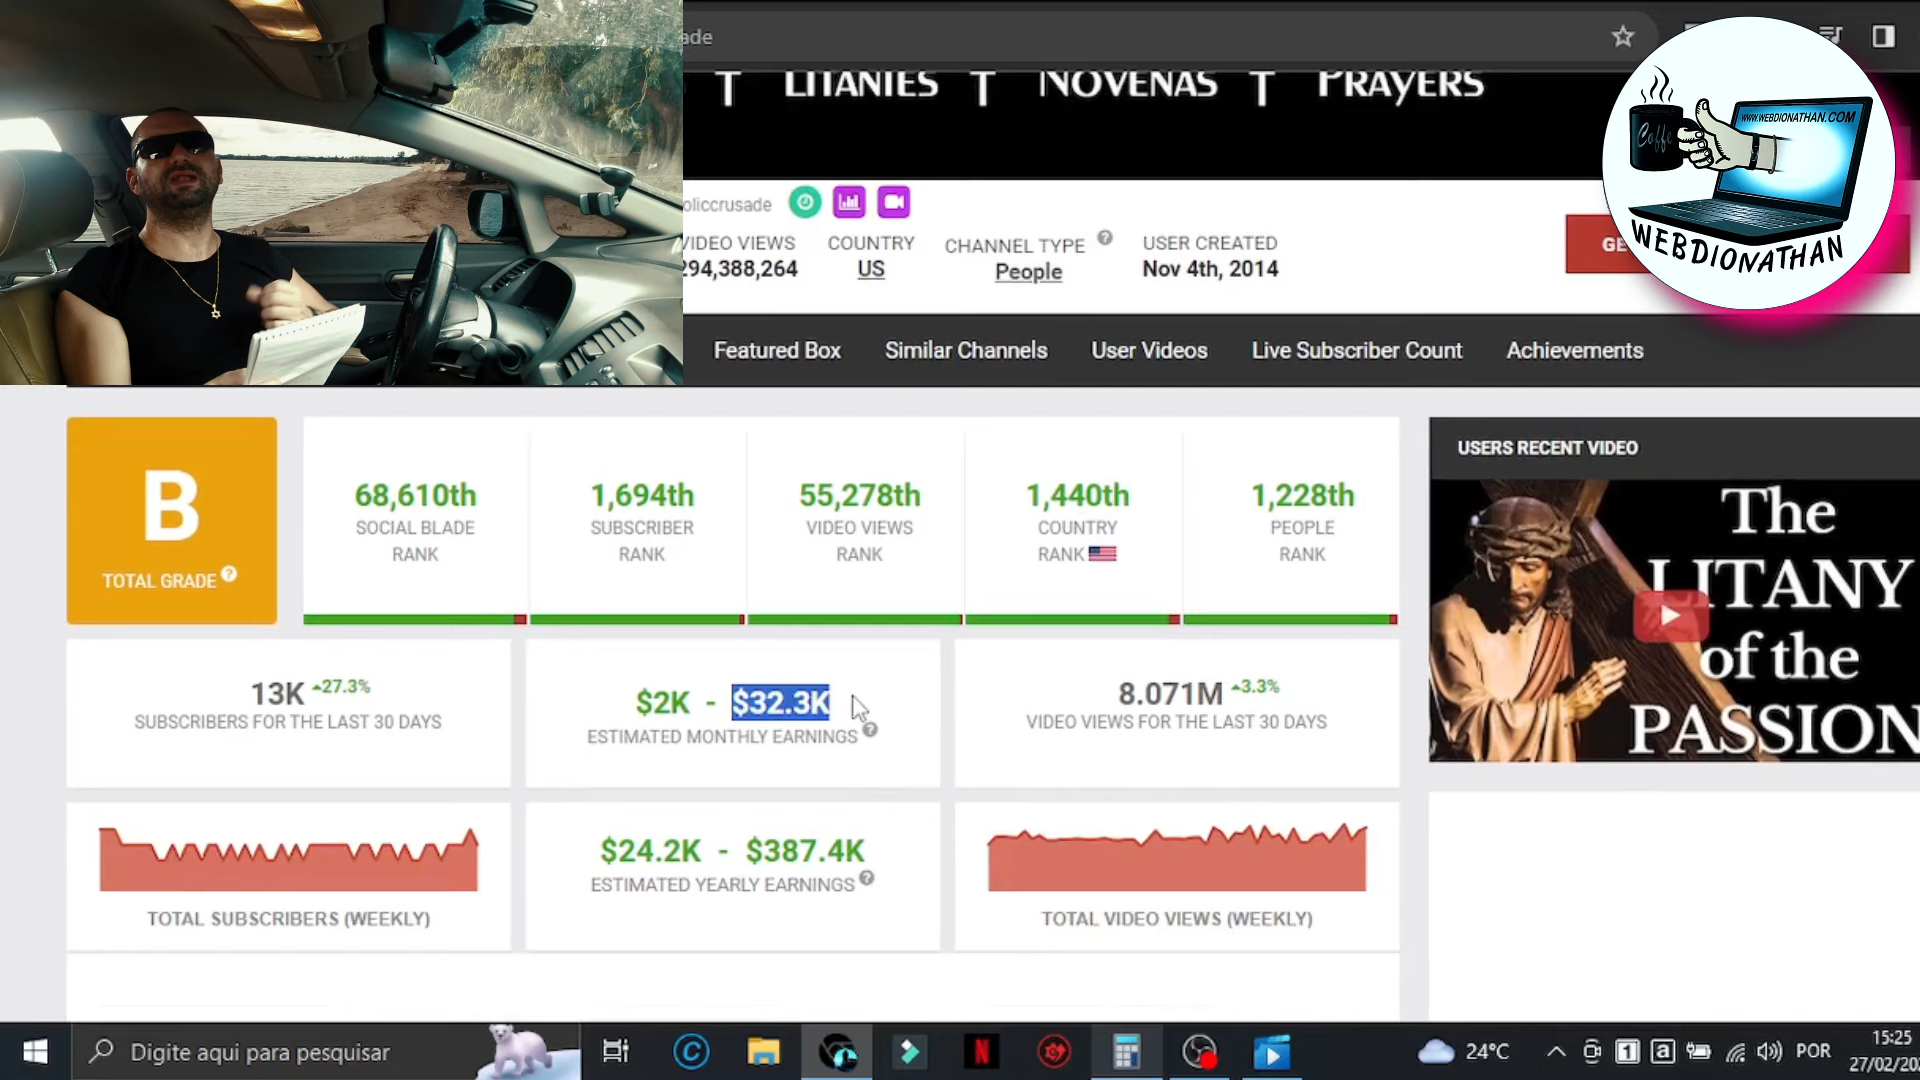 ade
† LITANIES † NOVENAS † PRAYERS
WWW.WEBDIONATHAN.COM
Coffe
WEBDIONATHAN
oliccrusade
VIDEO VIEWS
294,388,264
COUNTRY
US
CHANNEL TYPE
People
USER CREATED
Nov 4th, 2014
GE
Featured Box
Similar Channels
User Videos
Live Subscriber Count
Achievements
B
TOTAL GRADE
68,610th
SOCIAL BLADE
RANK
1,694th
SUBSCRIBER
RANK
55,278th
VIDEO VIEWS
RANK
1,440th
COUNTRY
RANK
1,228th
PEOPLE
RANK
USERS RECENT VIDEO
The
LITANY
of the
PASSION
13K 27.3%
SUBSCRIBERS FOR THE LAST 30 DAYS
$2K - $32.3K
ESTIMATED MONTHLY EARNINGS
8.071M 3.3%
VIDEO VIEWS FOR THE LAST 30 DAYS
TOTAL SUBSCRIBERS (WEEKLY)
$24.2K - $387.4K
ESTIMATED YEARLY EARNINGS
TOTAL VIDEO VIEWS (WEEKLY)
Digite aqui para pesquisar
24°C
POR
15:25
27/02/20